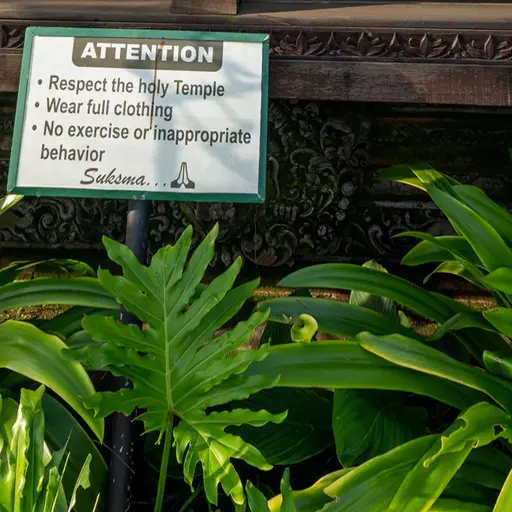 ATTENTION
• Respect the holy Temple
• Wear full clothing
• No exercise or inappropriate
behavior
Suksma...